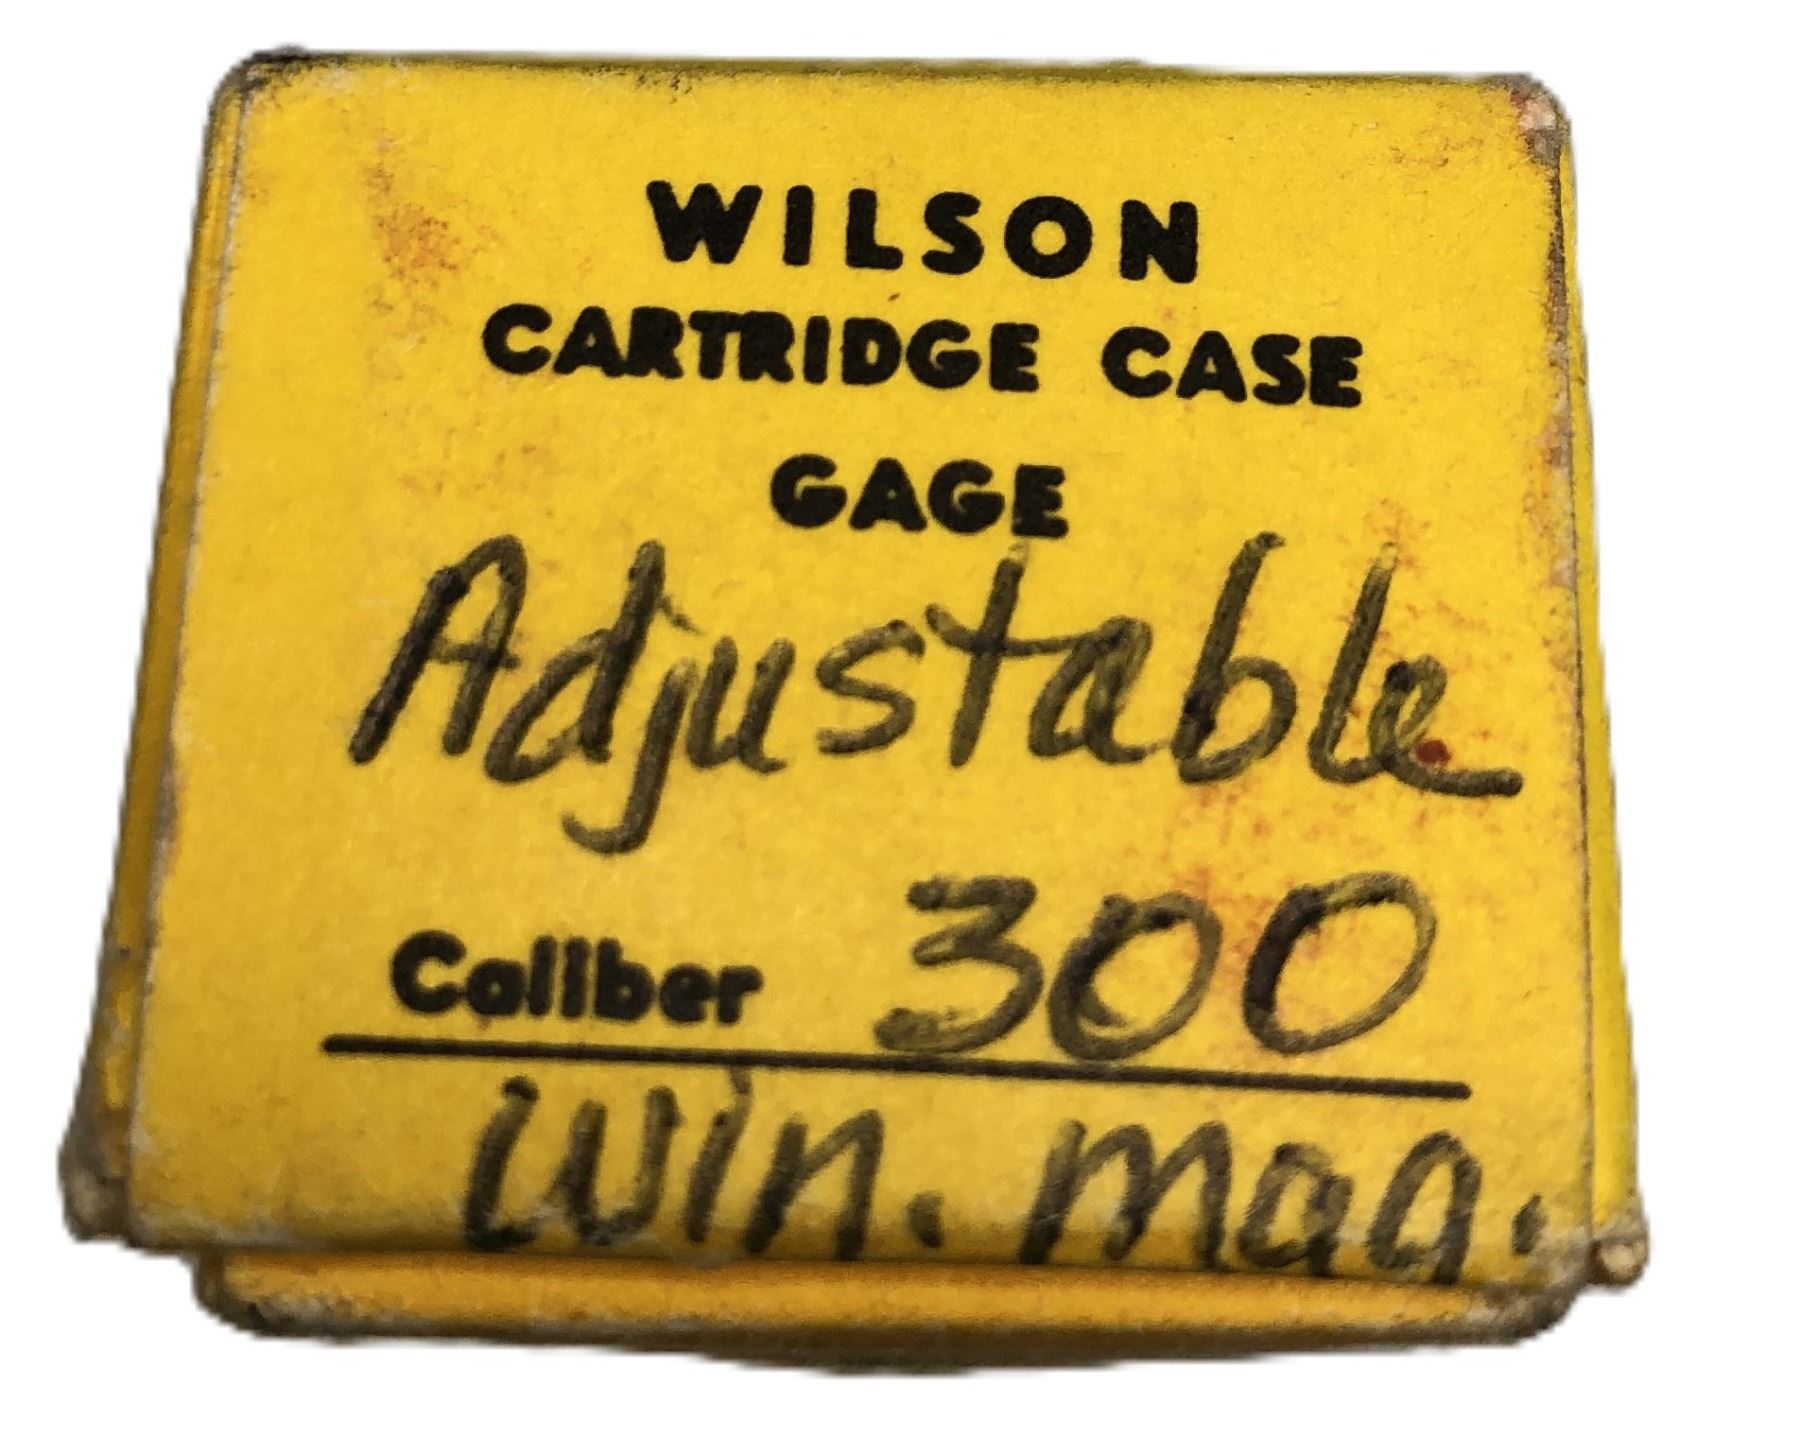 WILSON
CARTRIDGE CASE
GAGE
Adjustable
Caliber 300
Win. Mag.